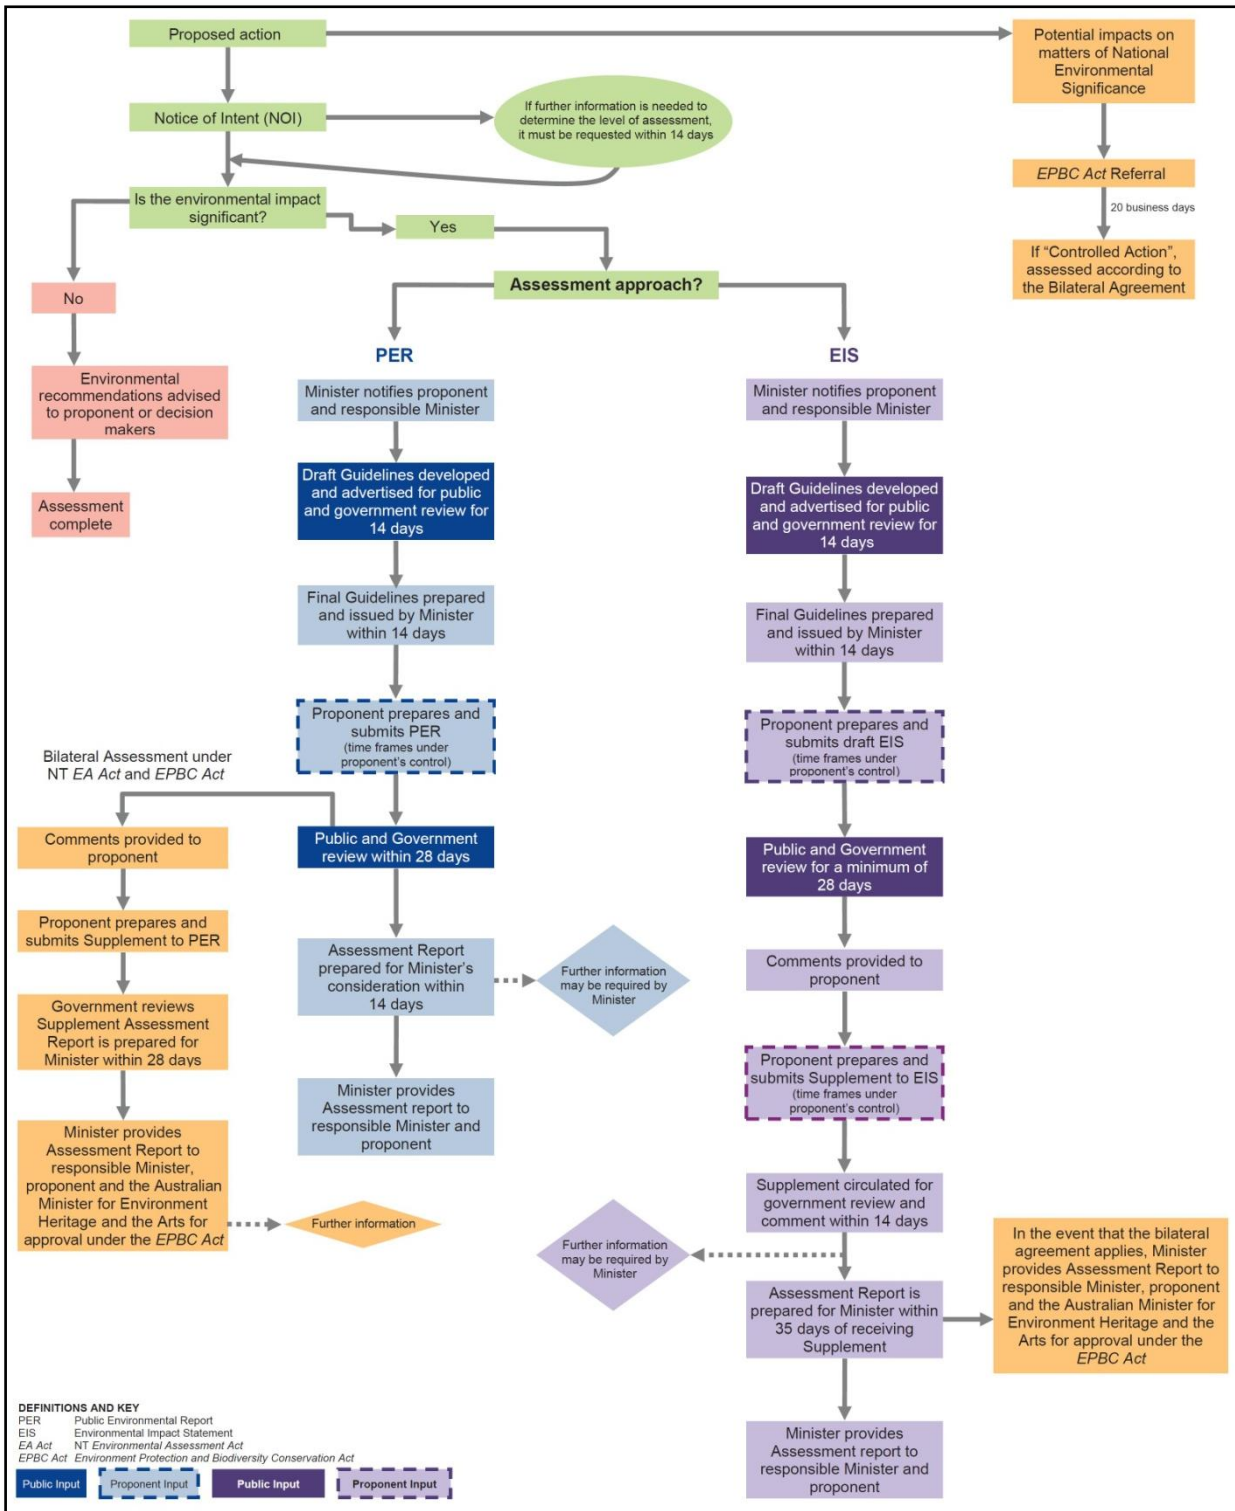 Proposed action
Potential impacts on
matters of National
Environmental
Significance
Notice of Intent (NOI)
If further information is needed to
determine the level of assessment,
it must be requested within 14 days
EPBC Act Referral
20 business days
If “Controlled Action”,
assessed according to
the Bilateral Agreement
Is the environmental impact
significant?
Yes
Assessment approach?
No
Environmental
recommendations advised
to proponent or decision
makers
Assessment
complete
PER
Minister notifies proponent
and responsible Minister
Draft Guidelines developed
and advertised for public
and government review for
14 days
Final Guidelines prepared
and issued by Minister
within 14 days
Proponent prepares and
submits PER
(time frames under
proponent’s control)
Public and Government
review within 28 days
Assessment Report
prepared for Minister’s
consideration within
14 days
Further information
may be required by
Minister
Minister provides
Assessment report to
responsible Minister and
proponent
Bilateral Assessment under
NT EA Act and EPBC Act
Comments provided to
proponent
Proponent prepares and
submits Supplement to PER
Government reviews
Supplement Assessment
Report is prepared for
Minister within 28 days
Minister provides
Assessment Report to
responsible Minister,
proponent and the Australian
Minister for Environment
Heritage and the Arts for
approval under the EPBC Act
Further information
EIS
Minister notifies proponent
and responsible Minister
Draft Guidelines developed
and advertised for public
and government review for
14 days
Final Guidelines prepared
and issued by Minister
within 14 days
Proponent prepares and
submits draft EIS
(time frames under
proponent’s control)
Public and Government
review for a minimum of
28 days
Comments provided to
proponent
Proponent prepares and
submits Supplement to EIS
(time frames under
proponent’s control)
Supplement circulated for
government review and
comment within 14 days
Further information
may be required by
Minister
Assessment Report is
prepared for Minister within
35 days of receiving
Supplement
In the event that the bilateral
agreement applies, Minister
provides Assessment Report to
responsible Minister, proponent
and the Australian Minister for
Environment Heritage and the
Arts for approval under the
EPBC Act
Minister provides
Assessment report to
responsible Minister and
proponent
DEFINITIONS AND KEY
PER Public Environmental Report
EIS Environmental Impact Statement
EA Act NT Environmental Assessment Act
EPBC Act Environment Protection and Biodiversity Conservation Act
Public Input
Proponent Input
Public Input
Proponent Input